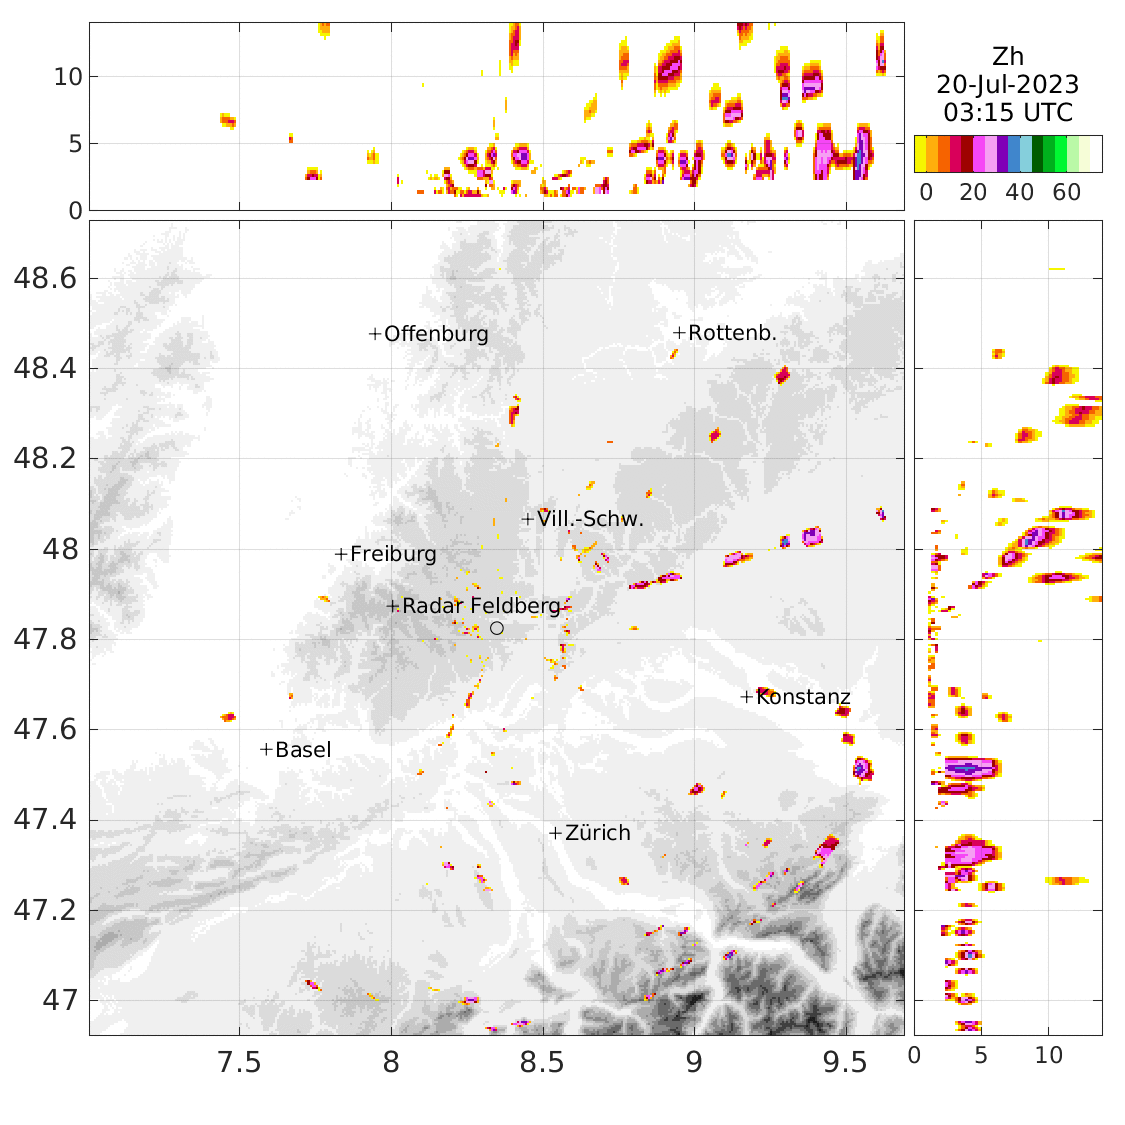 Zh
20-Jul-2023
03:15 UTC
0 20 40 60
10
5
0
48.6
48.4
48.2
48
47.8
47.6
47.4
47.2
47
+Offenburg
+Rottenb.
+Vill.-Schw.
+Freiburg
+Radar Feldberg
+Konstanz
+Basel
+Zürich
7.5 8 8.5 9 9.5
0 5 10